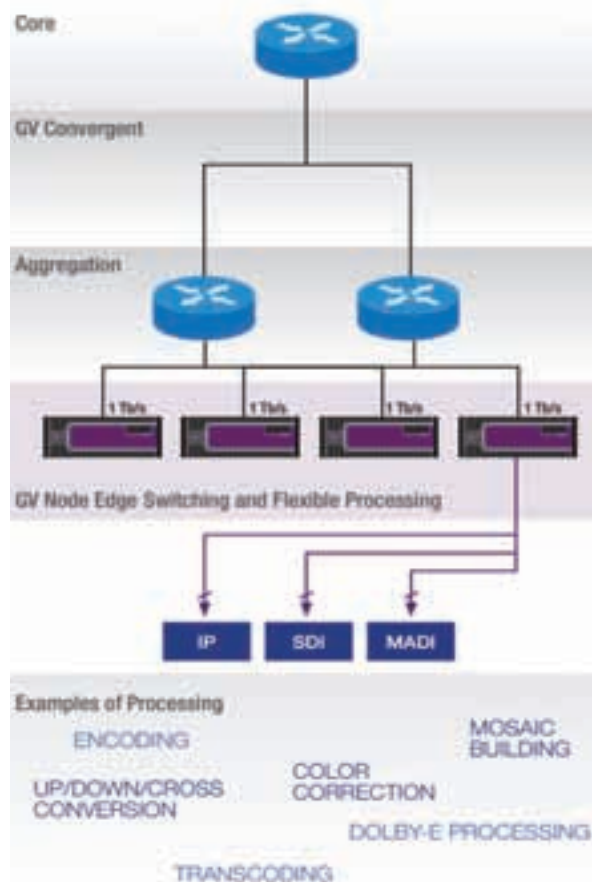 Core
GV Convergent
Aggregation
1 Tb/s
1 Tb/s
1 Tb/s
1 Tb/s
GV Node Edge Switching and Flexible Processing
IP
SDI
MADI
Examples of Processing
ENCODING
MOSAIC
BUILDING
UP/DOWN/CROSS
CONVERSION
COLOR
CORRECTION
DOLBY-E PROCESSING
TRANSCODING